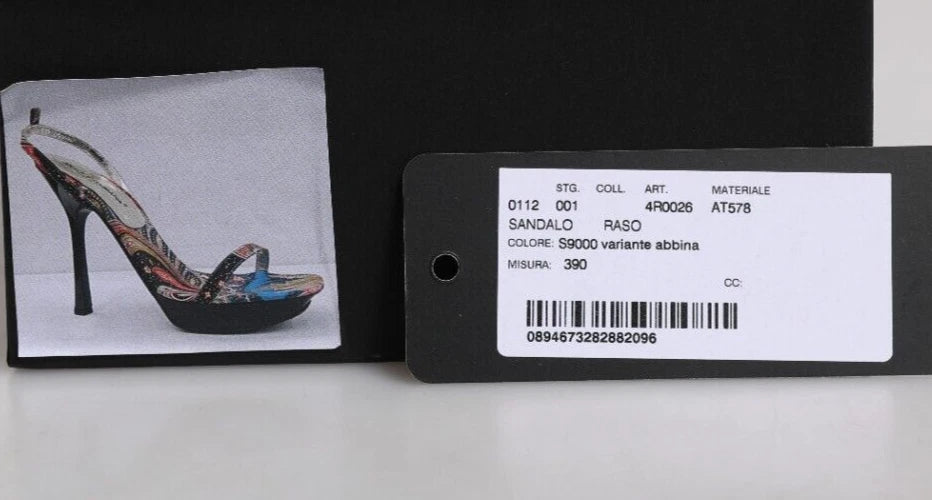 STG. COLL. ART. MATERIALE
0112 001 4R0026 AT578
SANDALO RASO
COLORE: S9000 variante abbina
MISURA: 390
CC:
0894673282882096